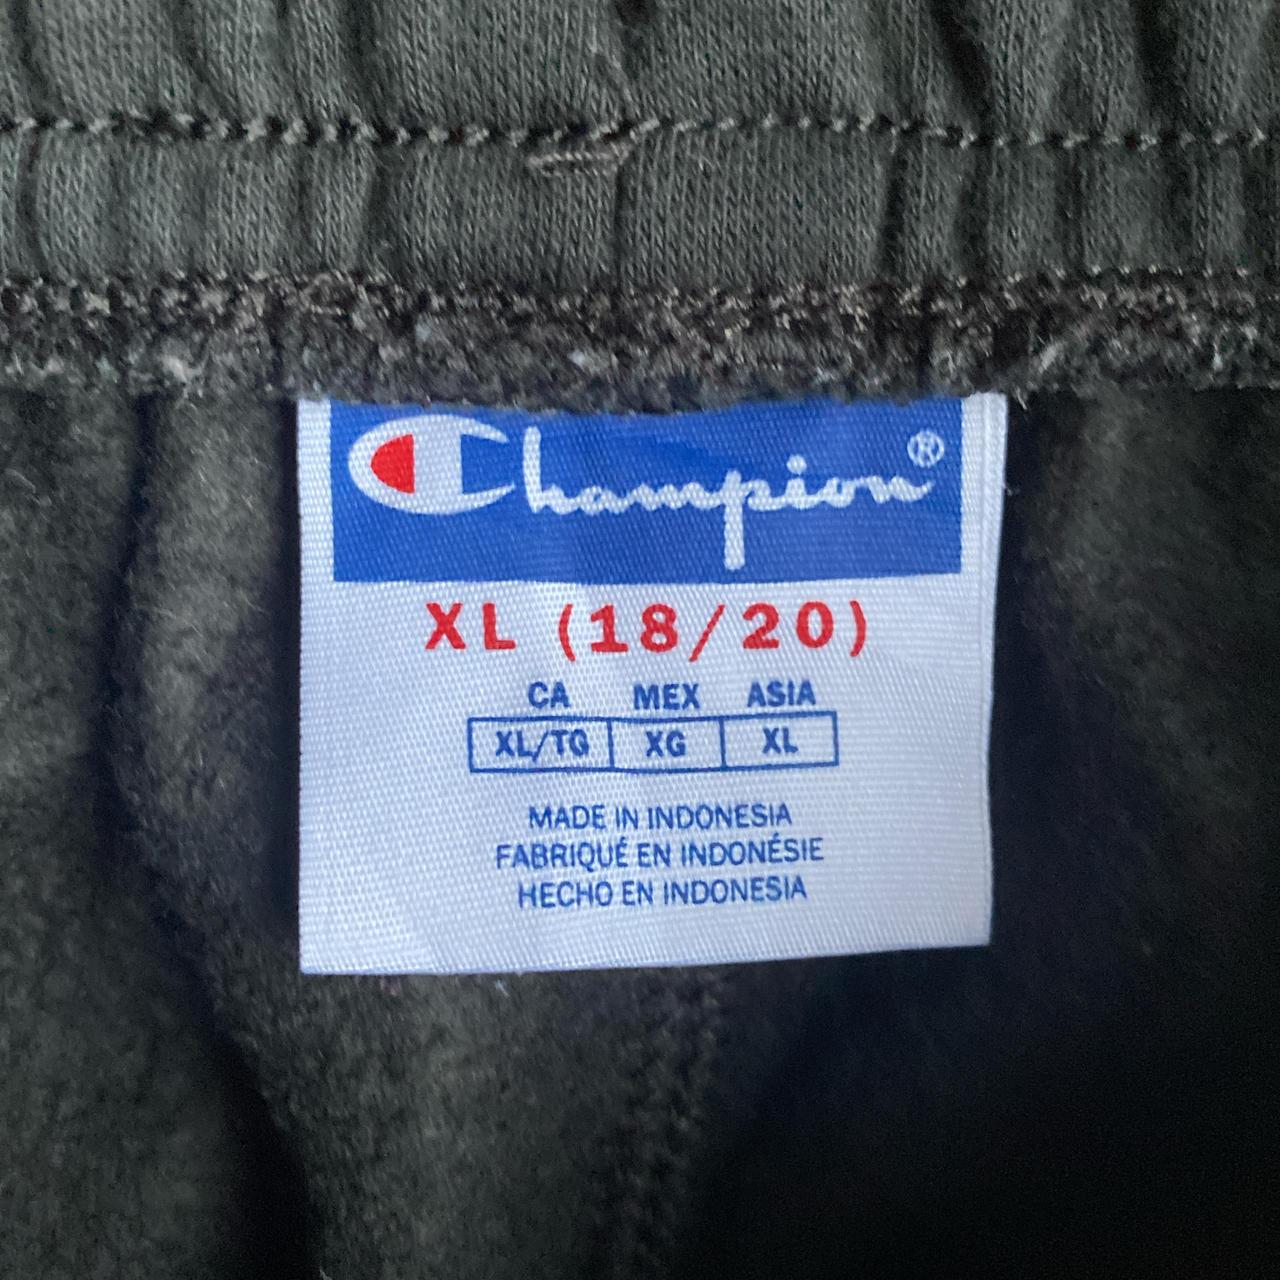 Champion®
XL (18/20)
CA MEX ASIA
XL/TG XG XL
MADE IN INDONESIA
FABRIQUÉ EN INDONÉSIE
HECHO EN INDONESIA